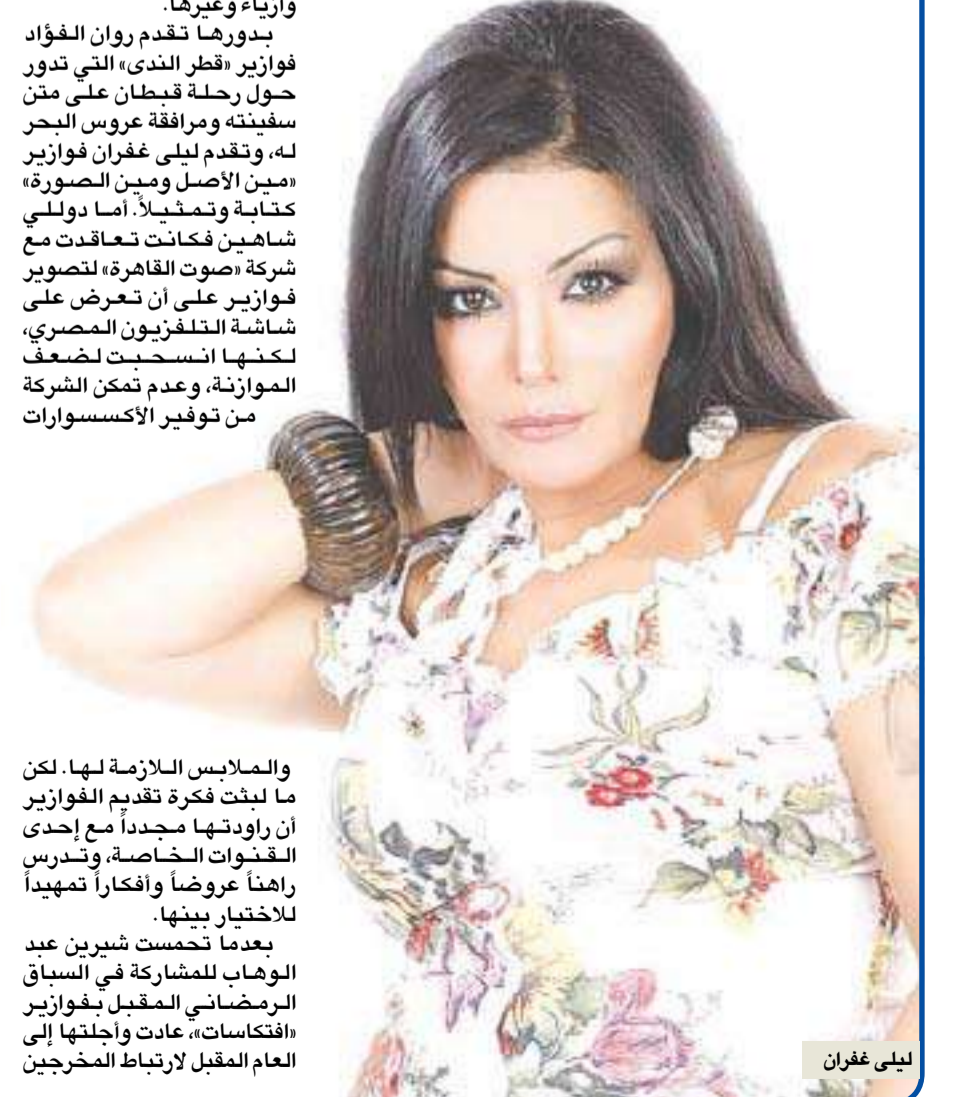 وأزياء وغيرها.
بدورها تقدم روان الفؤاد
فوازير «قطر الندى» التي تدور
حول رحلة قبطان على متن
سفينته ومرافقة عروس البحر
له، وتقدم ليلى غفران فوازير
«مين الأصل ومين الصورة»
كتابة وتمثيلاً. أما دوللي
شاهين فكانت تعاقدت مع
شركة «صوت القاهرة» لتصوير
فوازير على أن تعرض على
شاشة التلفزيون المصري،
لكنها انسحبت لضعف
الموازنة، وعدم تمكن الشركة
من توفير الأكسسوارات
والملابس اللازمة لها. لكن
ما لبثت فكرة تقديم الفوازير
أن راودتها مجدداً مع إحدى
القنوات الخاصة، وتدرس
راهناً عروضاً وأفكاراً تمهيداً
للاختيار بينها.
بعدما تحمست شيرين عبد
الوهاب للمشاركة في السباق
الرمضاني المقبل بفوازير
«افتكاسات»، عادت وأجلتها إلى
العام المقبل لارتباط المخرجين
ليلى غفران